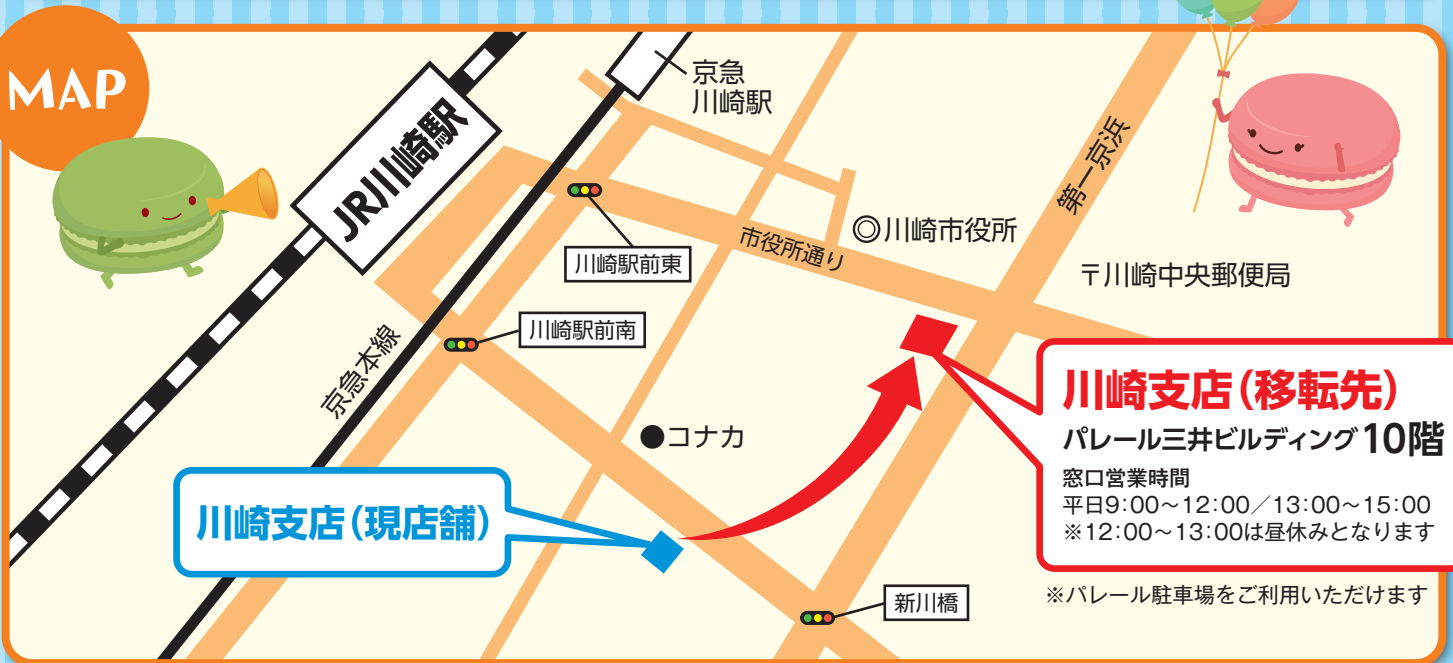 MAP
JR川崎駅
京急
川崎駅
第一京浜
◎川崎市役所
市役所通り
〒川崎中央郵便局
川崎駅前東
川崎駅前南
京急本線
●コナカ
川崎支店(現店舗)
川崎支店(移転先)
パレール三井ビルディング10階
窓口営業時間
平日9:00〜12:00/13:00〜15:00
※12:00〜13:00は昼休みとなります
※パレール駐車場をご利用いただけます
新川橋